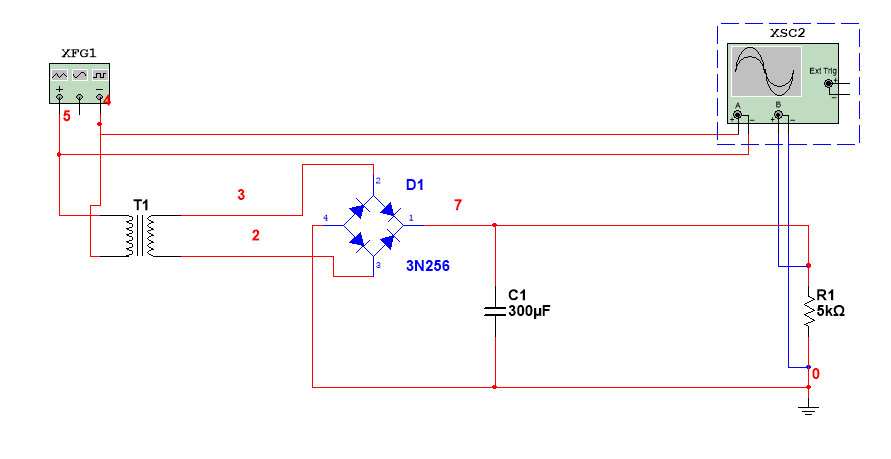 XFG1
+
−
5
4
XSC2
Ext Trig
+
−
A
B
+
−
+
−
T1
3
2
2
D1
4
1
7
3
3N256
C1
300µF
R1
5kΩ
0